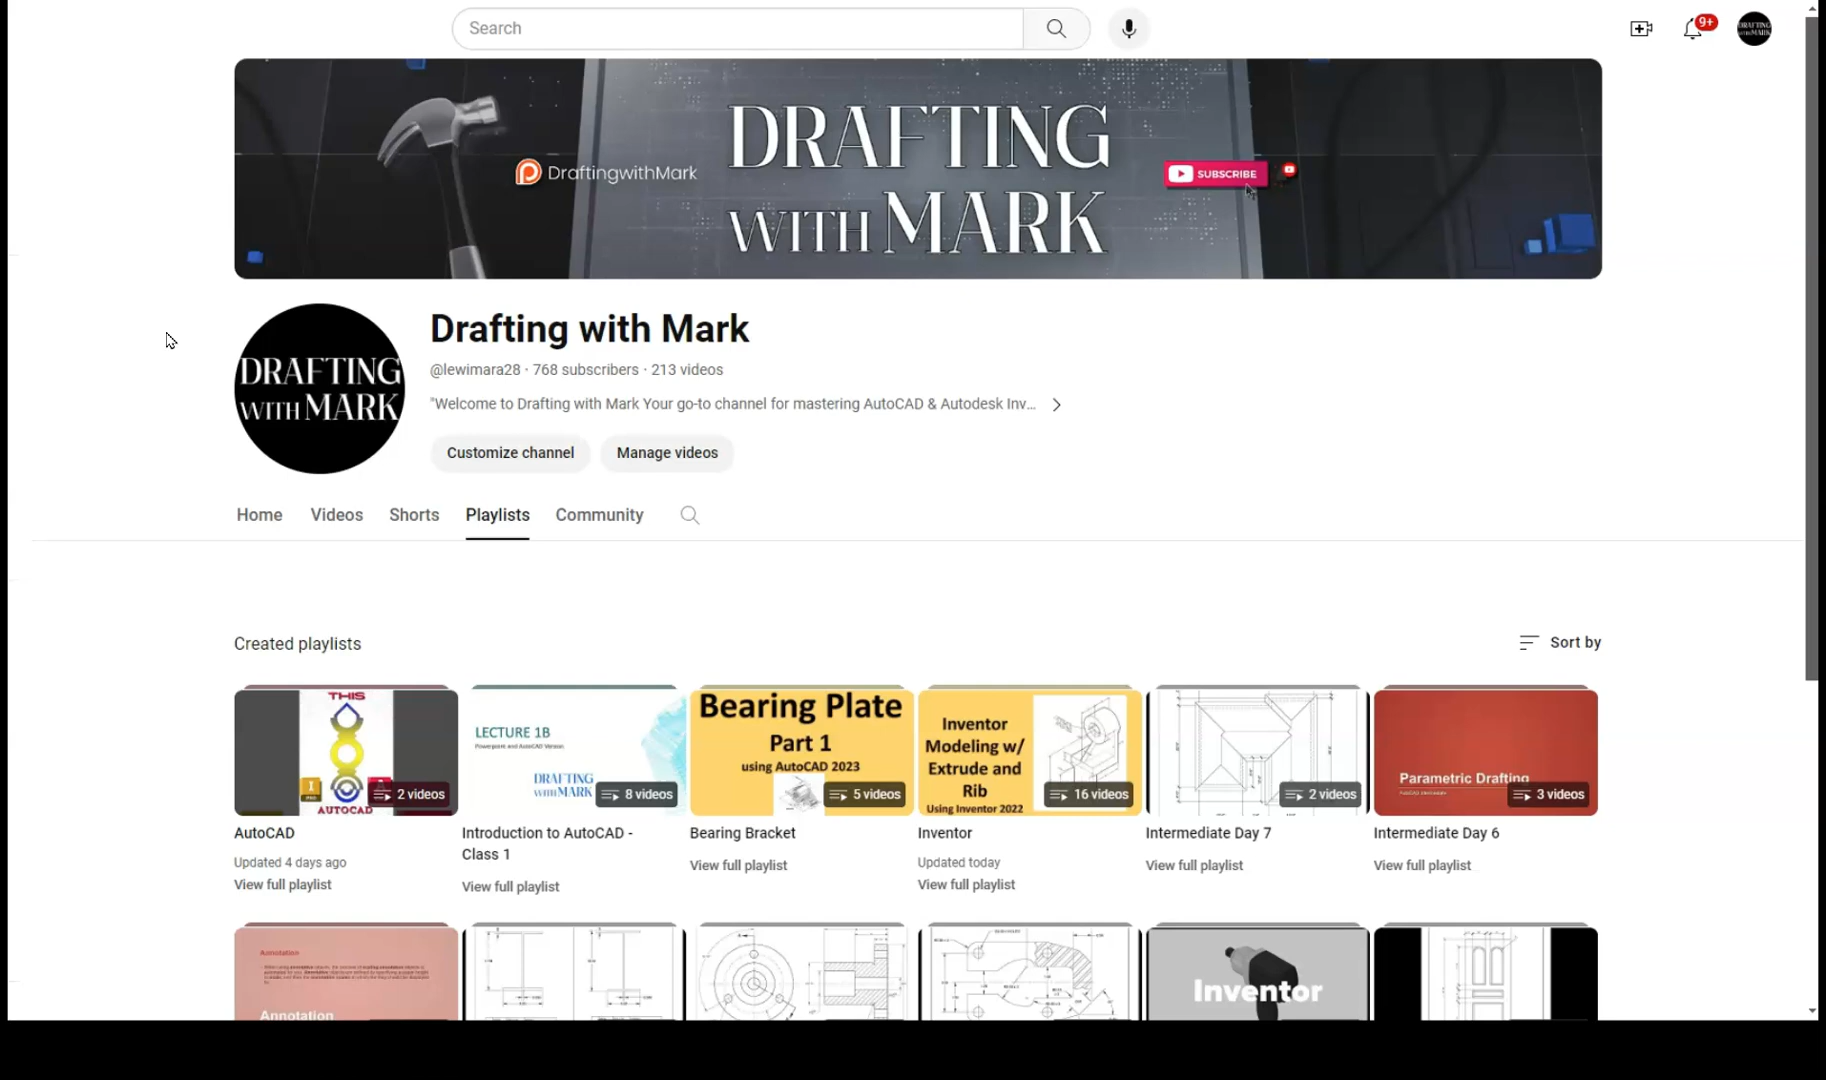 Search
9+
DRAFTING
WITH MARK
DraftingwithMark
SUBSCRIBE
DRAFTING
WITH MARK
Drafting with Mark
@lewimara28 · 768 subscribers · 213 videos
"Welcome to Drafting with Mark Your go-to channel for mastering AutoCAD & Autodesk Inv...
Customize channel
Manage videos
Home
Videos
Shorts
Playlists
Community
Created playlists
Sort by
THIS
AUTOCAD
2 videos
LECTURE 1B
Powerpoint and AutoCAD Version
DRAFTING
WITH MARK
8 videos
Bearing Plate
Part 1
using AutoCAD 2023
5 videos
Inventor
Modeling w/
Extrude and
Rib
Using Inventor 2022
16 videos
2 videos
Parametric Drafting
3 videos
AutoCAD
Updated 4 days ago
View full playlist
Introduction to AutoCAD -
Class 1
View full playlist
Bearing Bracket
View full playlist
Inventor
Updated today
View full playlist
Intermediate Day 7
View full playlist
Intermediate Day 6
View full playlist
Annotation
Annotation
Inventor